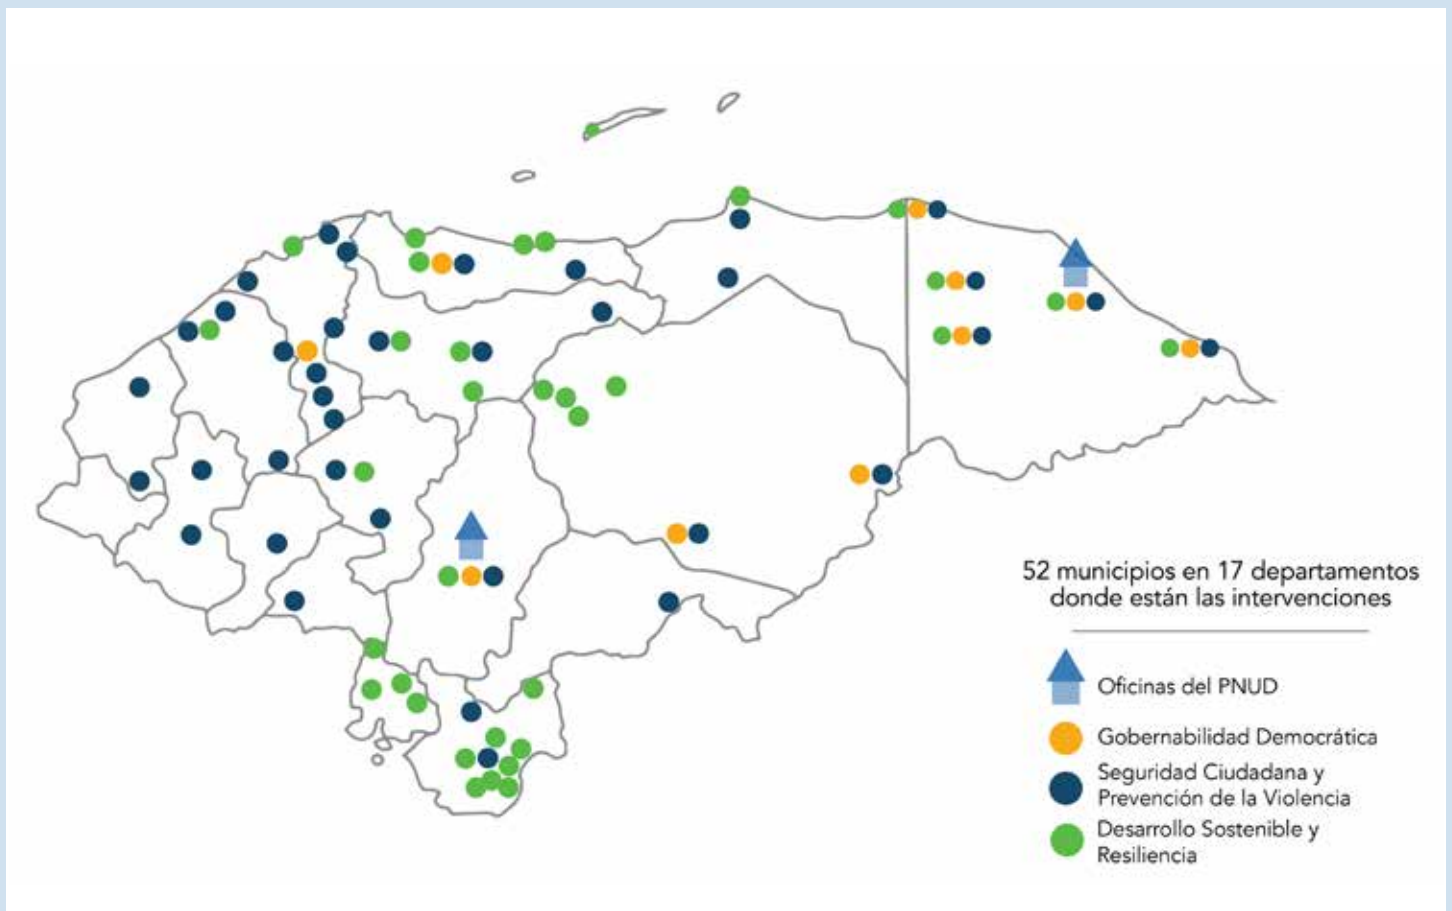 52 municipios en 17 departamentos
donde están las intervenciones
Oficinas del PNUD
Gobernabilidad Democrática
Seguridad Ciudadana y
Prevención de la Violencia
Desarrollo Sostenible y
Resiliencia